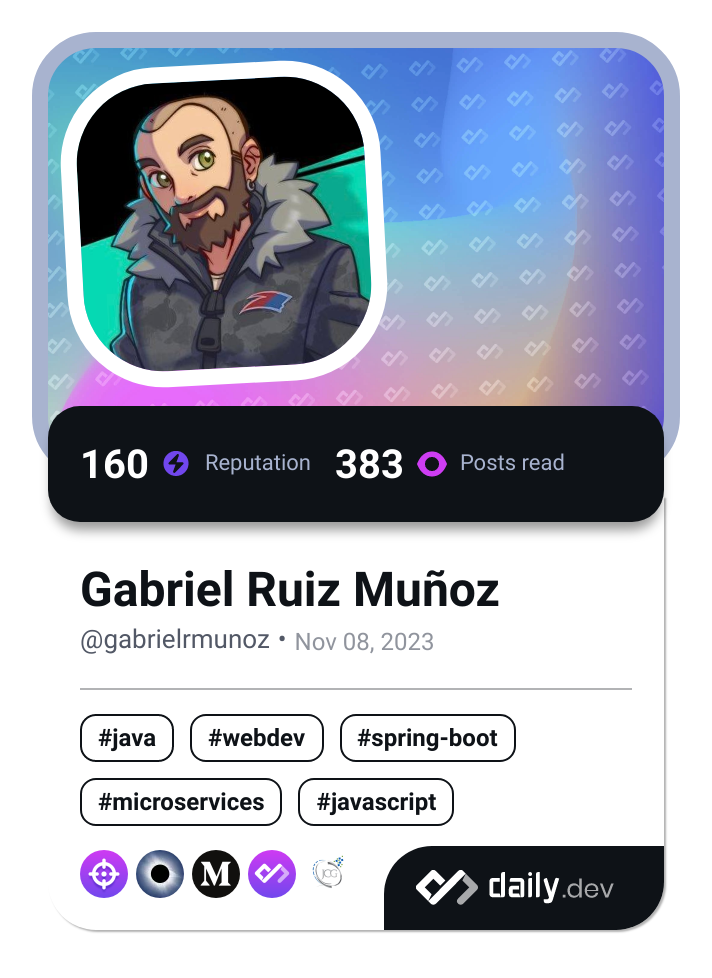 160 Reputation 383 Posts read
Gabriel Ruiz Muñoz
@gabrielrmunoz • Nov 08, 2023
#java #webdev #spring-boot
#microservices #javascript
M JCG daily.dev